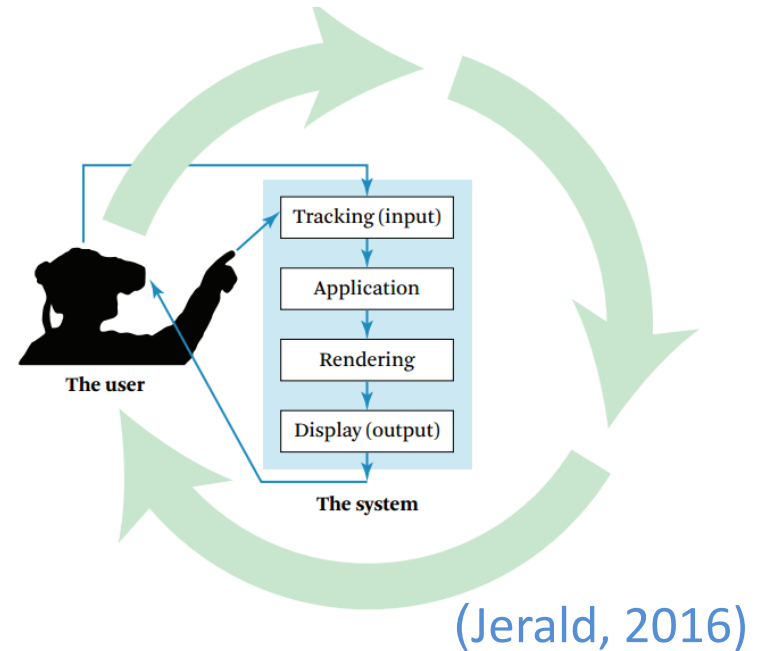 Tracking (input)
Application
Rendering
Display (output)
The user
The system
(Jerald, 2016)